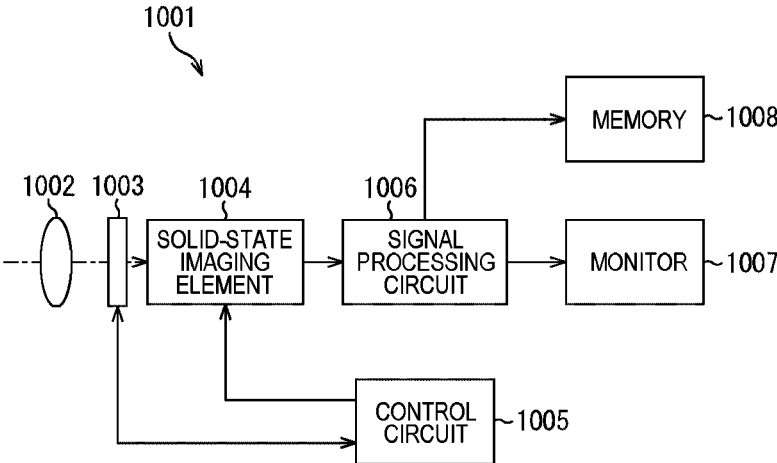 1001
MEMORY
1008
1002
1003
1004
1006
SOLID-STATE
IMAGING
ELEMENT
SIGNAL
PROCESSING
CIRCUIT
MONITOR
1007
CONTROL
CIRCUIT
1005